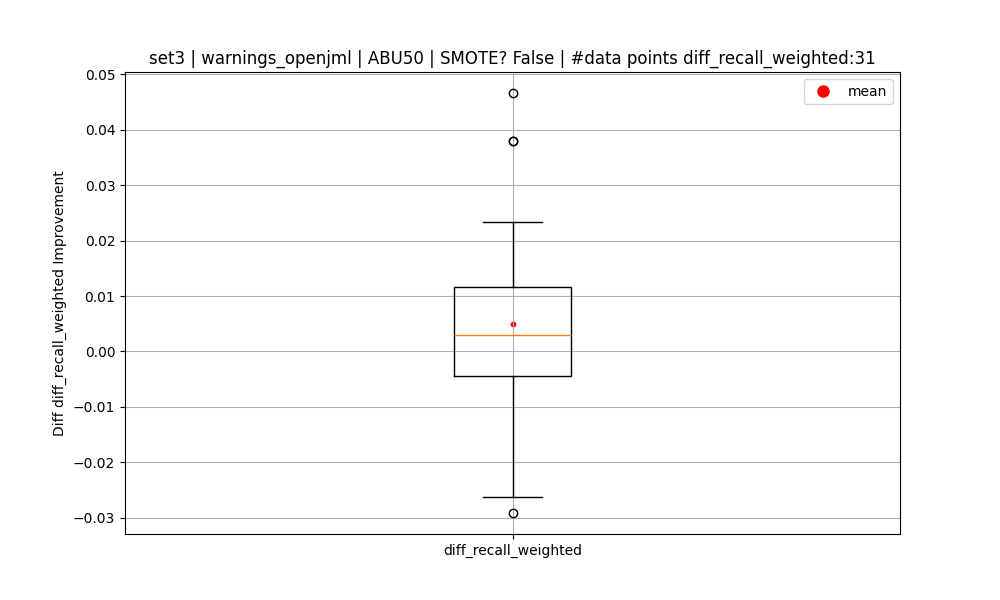 set3 | warnings_openjml | ABU50 | SMOTE? False | #data points diff_recall_weighted:31
mean
0.05
0.04
0.03
0.02
0.01
0.00
−0.01
−0.02
−0.03
Diff diff_recall_weighted Improvement
diff_recall_weighted